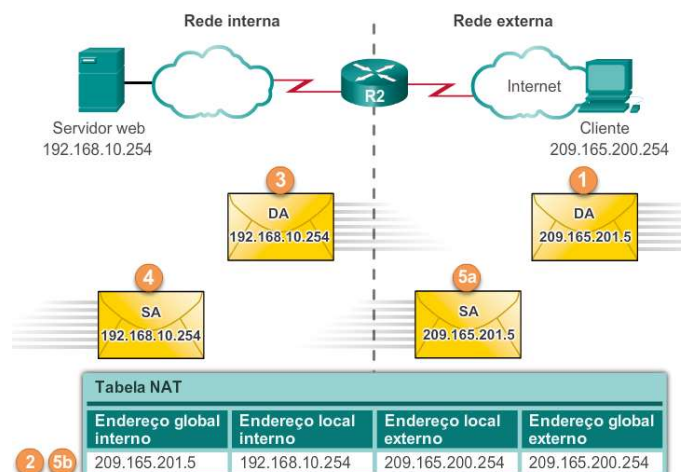 Rede interna
Rede externa
R2
Internet
Servidor web
192.168.10.254
Cliente
209.165.200.254
3
DA
192.168.10.254
1
DA
209.165.201.5
4
SA
192.168.10.254
5a
SA
209.165.201.5
Tabela NAT
Endereço global
interno
Endereço local
interno
Endereço local
externo
Endereço global
externo
2 5b
209.165.201.5
192.168.10.254
209.165.200.254
209.165.200.254